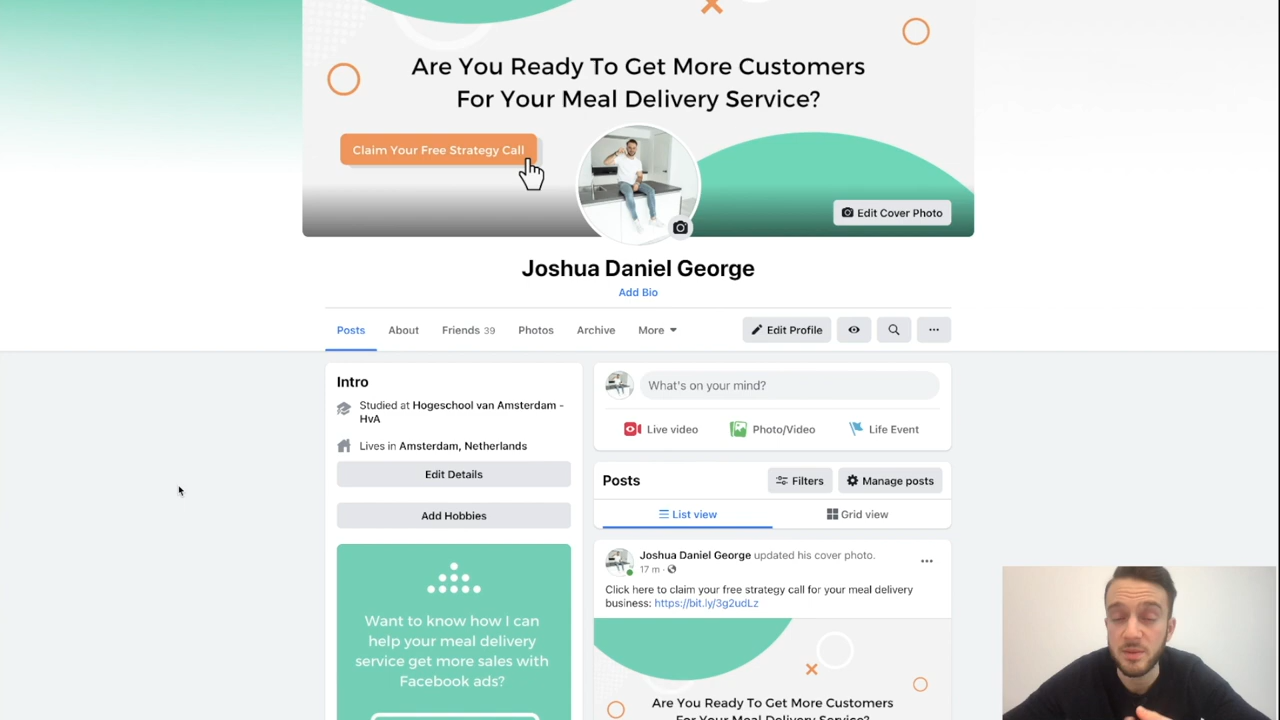 Are You Ready To Get More Customers
For Your Meal Delivery Service?
Claim Your Free Strategy Call
Edit Cover Photo
Joshua Daniel George
Add Bio
Posts
About
Friends 39
Photos
Archive
More
Edit Profile
Intro
Studied at Hogeschool van Amsterdam -
HvA
Lives in Amsterdam, Netherlands
Edit Details
Add Hobbies
Want to know how I can
help your meal delivery
service get more sales with
Facebook ads?
What's on your mind?
Live video
Photo/Video
Life Event
Posts
Filters
Manage posts
List view
Grid view
Joshua Daniel George updated his cover photo.
17 m ·
Click here to claim your free strategy call for your meal delivery
business: https://bit.ly/3g2udLz
Are You Ready To Get More Customers
For Your Meal Delivery Service?